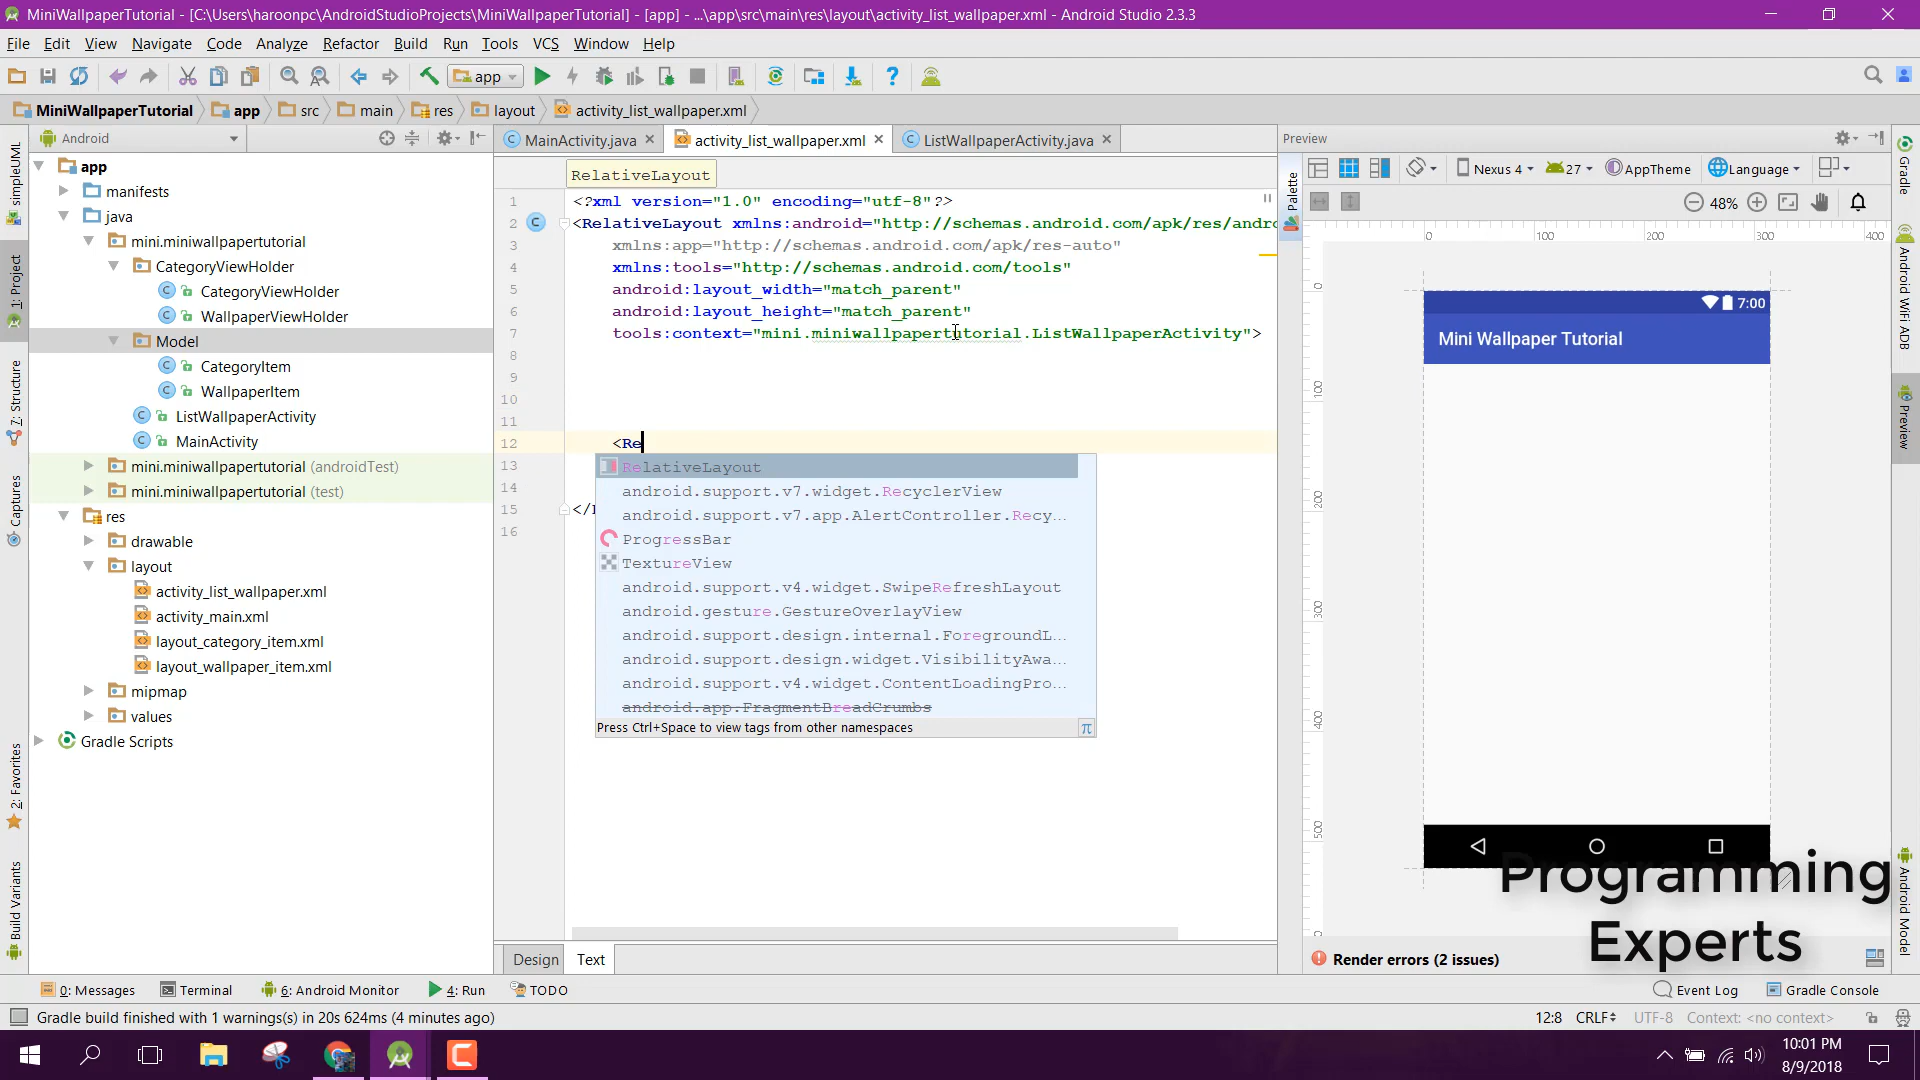 MiniWallpaperTutorial - [C:\Users\haroonpc\AndroidStudioProjects\MiniWallpaperTutorial] - [app] - ...\app\src\main\res\layout\activity_list_wallpaper.xml - Android Studio 2.3.3
File Edit View Navigate Code Analyze Refactor Build Run Tools VCS Window Help
app
MiniWallpaperTutorial app src main res layout activity_list_wallpaper.xml
Android
MainActivity.java activity_list_wallpaper.xml ListWallpaperActivity.java
Preview
Nexus 4 27 AppTheme Language
48%
RelativeLayout
1 <?xml version="1.0" encoding="utf-8"?>
2 <RelativeLayout xmlns:android="http://schemas.android.com/apk/res/andro
3 xmlns:app="http://schemas.android.com/apk/res-auto"
4 xmlns:tools="http://schemas.android.com/tools"
5 android:layout_width="match_parent"
6 android:layout_height="match_parent"
7 tools:context="mini.miniwallpapertutorial.ListWallpaperActivity">
8
9
10
11
12 <Re
13
14
15 </
16
RelativeLayout
android.support.v7.widget.RecyclerView
android.support.v7.app.AlertController.Recy...
ProgressBar
TextureView
android.support.v4.widget.SwipeRefreshLayout
android.gesture.GestureOverlayView
android.support.design.internal.ForegroundL...
android.support.design.widget.VisibilityAwa...
android.support.v4.widget.ContentLoadingPro...
android.app.FragmentBreadCrumbs
Press Ctrl+Space to view tags from other namespaces
π
app
manifests
java
mini.miniwallpapertutorial
CategoryViewHolder
CategoryViewHolder
WallpaperViewHolder
Model
CategoryItem
WallpaperItem
ListWallpaperActivity
MainActivity
mini.miniwallpapertutorial (androidTest)
mini.miniwallpapertutorial (test)
res
drawable
layout
activity_list_wallpaper.xml
activity_main.xml
layout_category_item.xml
layout_wallpaper_item.xml
mipmap
values
Gradle Scripts
simpleUML
1: Project
7: Structure
Captures
2: Favorites
Build Variants
Palette
0 100 200 300 400
0
100
200
300
400
500
7:00
Mini Wallpaper Tutorial
Gradle
Android WiFi ADB
Preview
Android Model
Programming
Experts
Design Text
Render errors (2 issues)
0: Messages Terminal 6: Android Monitor 4: Run TODO
Event Log Gradle Console
Gradle build finished with 1 warnings(s) in 20s 624ms (4 minutes ago)
12:8 CRLF UTF-8 Context: <no context>
10:01 PM
8/9/2018